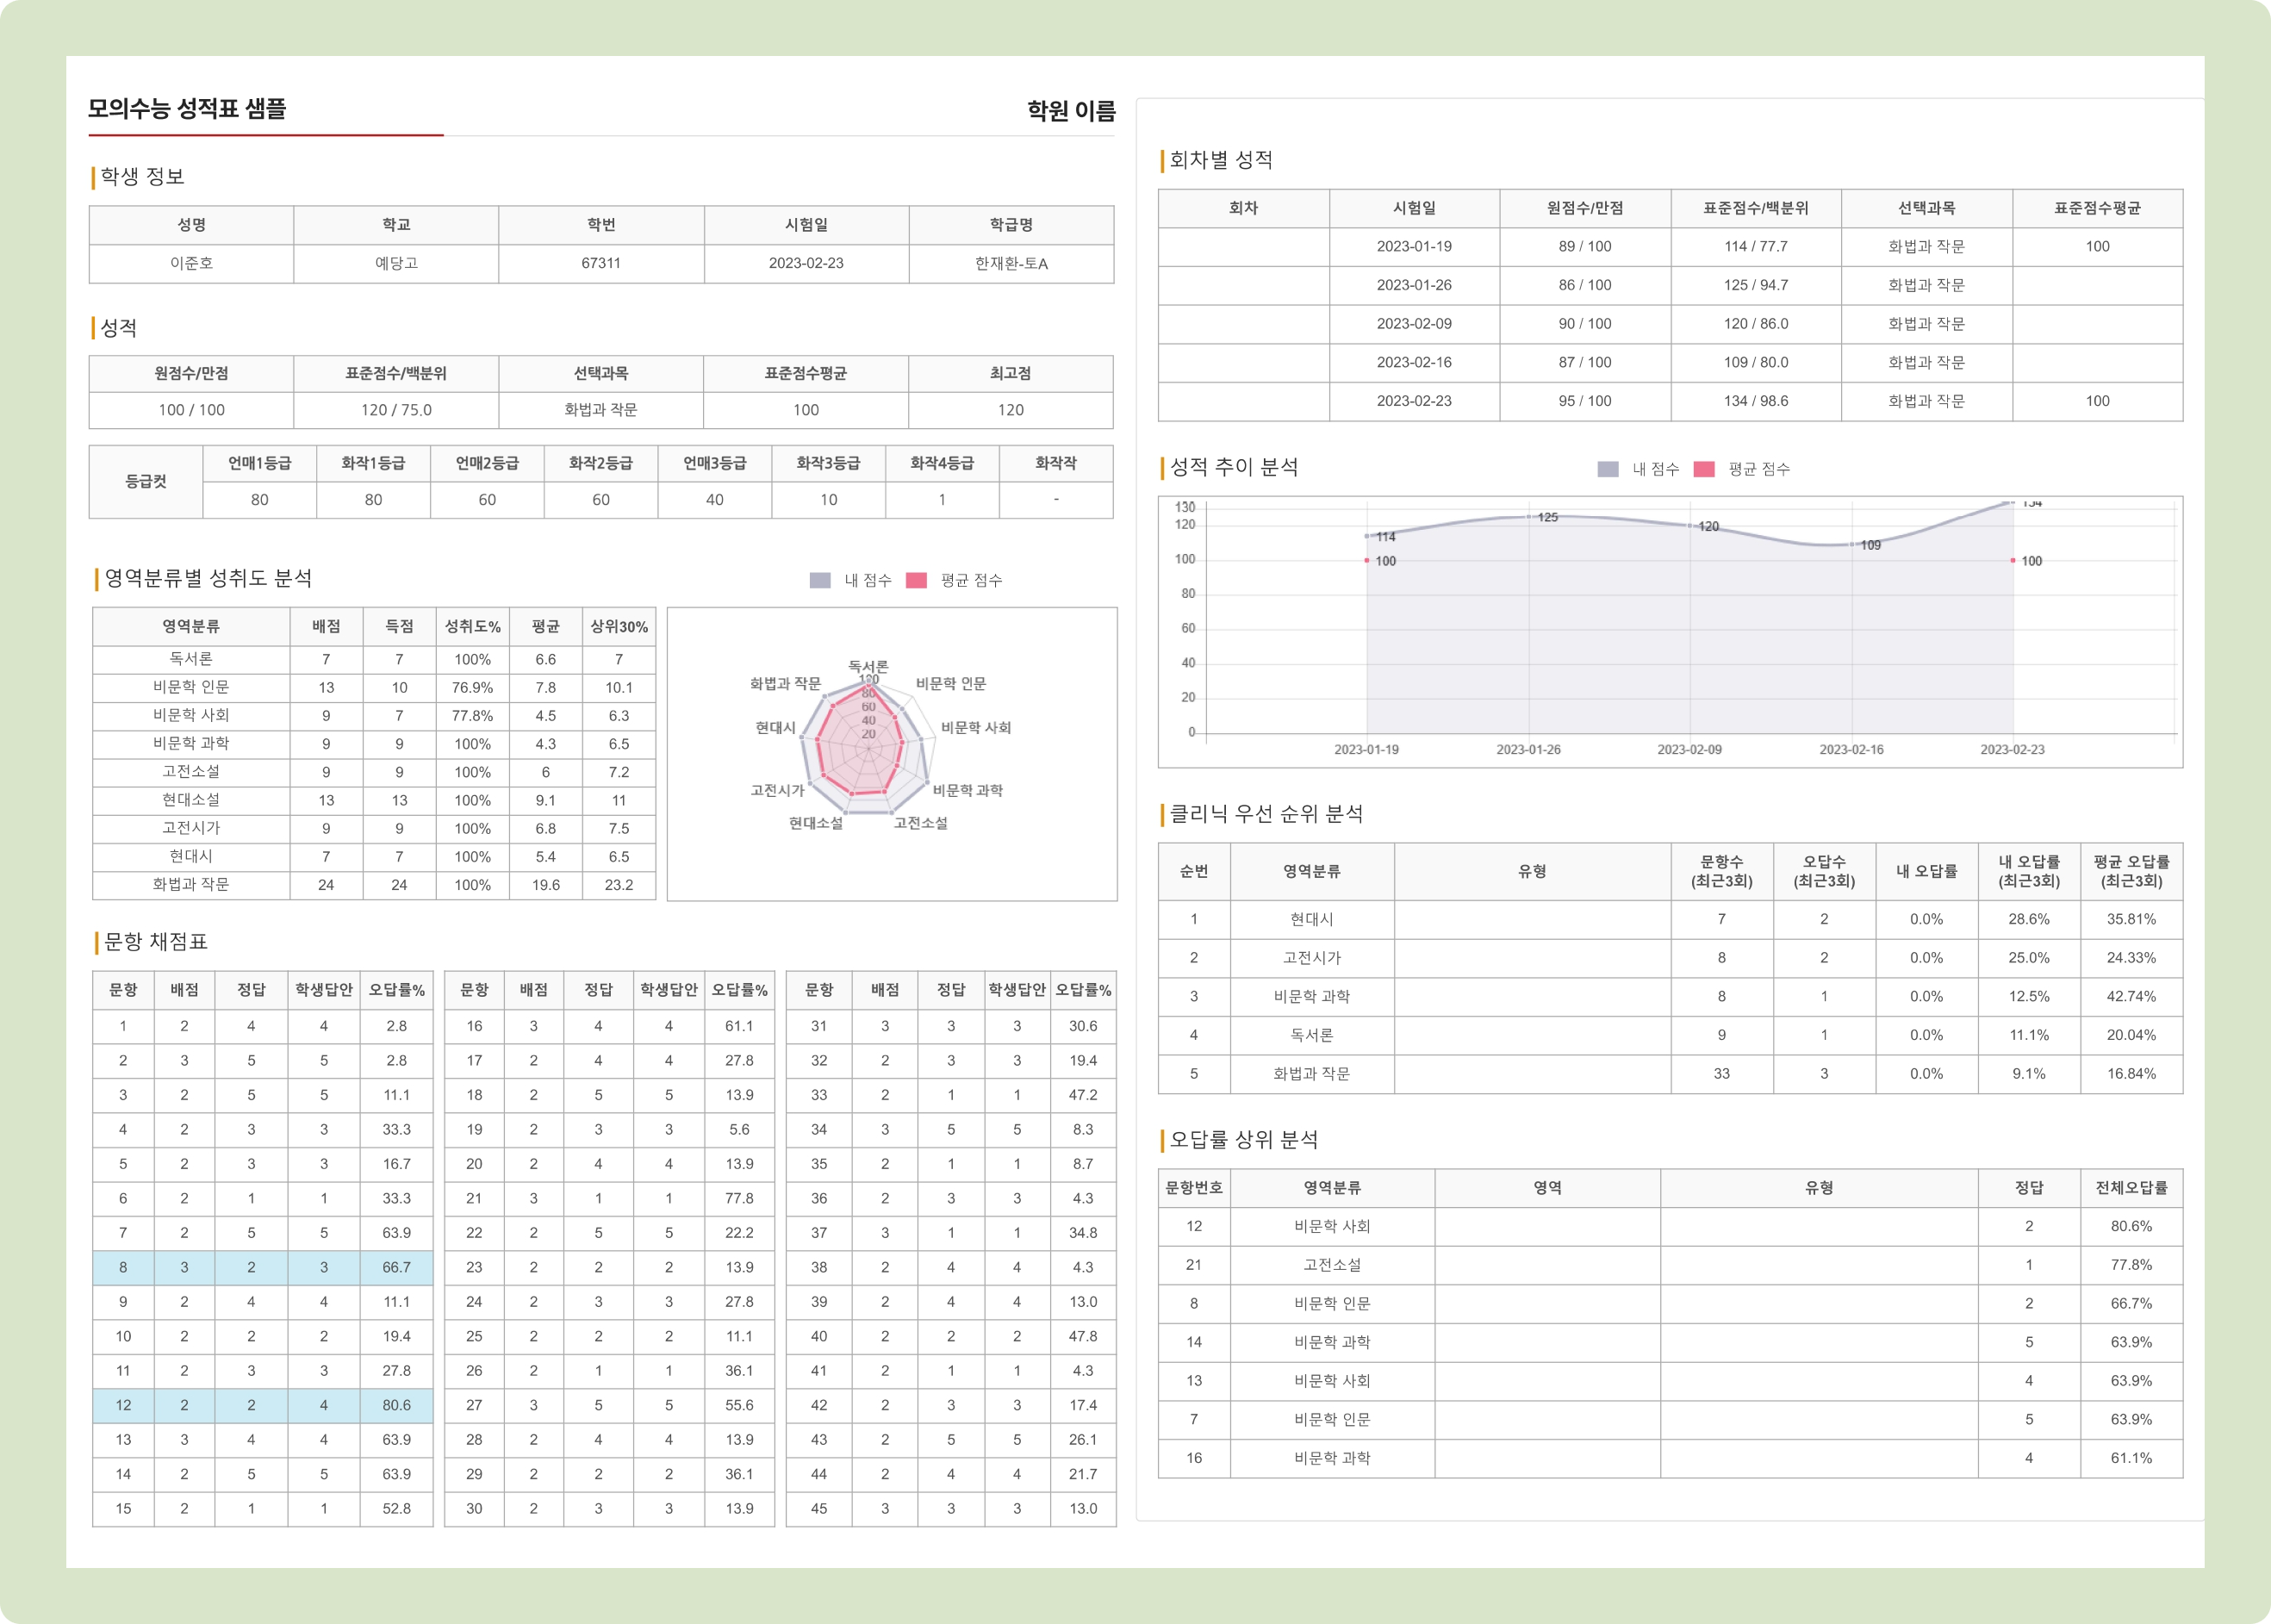 모의수능 성적표 샘플
학원 이름
학생 정보
성명 학교 학번 시험일 학급명
이준호 예당고 67311 2023-02-23 한재환-토A
성적
원점수/만점 표준점수/백분위 선택과목 표준점수평균 최고점
100 / 100 120 / 75.0 화법과 작문 100 120
등급컷 언매1등급 화작1등급 언매2등급 화작2등급 언매3등급 화작3등급 화작4등급 화작작
80 80 60 60 40 10 1 -
영역분류별 성취도 분석
내 점수 평균 점수
영역분류 배점 득점 성취도% 평균 상위30%
독서론 7 7 100% 6.6 7
비문학 인문 13 10 76.9% 7.8 10.1
비문학 사회 9 7 77.8% 4.5 6.3
비문학 과학 9 9 100% 4.3 6.5
고전소설 9 9 100% 6 7.2
현대소설 13 13 100% 9.1 11
고전시가 9 9 100% 6.8 7.5
현대시 7 7 100% 5.4 6.5
화법과 작문 24 24 100% 19.6 23.2
독서론
화법과 작문 100 비문학 인문
80
60
현대시 40 비문학 사회
20
고전시가 비문학 과학
현대소설 고전소설
문항 채점표
문항 배점 정답 학생답안 오답률%
1 2 4 4 2.8
2 3 5 5 2.8
3 2 5 5 11.1
4 2 3 3 33.3
5 2 3 3 16.7
6 2 1 1 33.3
7 2 5 5 63.9
8 3 2 3 66.7
9 2 4 4 11.1
10 2 2 2 19.4
11 2 3 3 27.8
12 2 2 4 80.6
13 3 4 4 63.9
14 2 5 5 63.9
15 2 1 1 52.8
문항 배점 정답 학생답안 오답률%
16 3 4 4 61.1
17 2 4 4 27.8
18 2 5 5 13.9
19 2 3 3 5.6
20 2 4 4 13.9
21 3 1 1 77.8
22 2 5 5 22.2
23 2 2 2 13.9
24 2 3 3 27.8
25 2 2 2 11.1
26 2 1 1 36.1
27 3 5 5 55.6
28 2 4 4 13.9
29 2 2 2 36.1
30 2 3 3 13.9
문항 배점 정답 학생답안 오답률%
31 3 3 3 30.6
32 2 3 3 19.4
33 2 1 1 47.2
34 3 5 5 8.3
35 2 1 1 8.7
36 2 3 3 4.3
37 3 1 1 34.8
38 2 4 4 4.3
39 2 4 4 13.0
40 2 2 2 47.8
41 2 1 1 4.3
42 2 3 3 17.4
43 2 5 5 26.1
44 2 4 4 21.7
45 3 3 3 13.0
회차별 성적
회차 시험일 원점수/만점 표준점수/백분위 선택과목 표준점수평균
2023-01-19 89 / 100 114 / 77.7 화법과 작문 100
2023-01-26 86 / 100 125 / 94.7 화법과 작문
2023-02-09 90 / 100 120 / 86.0 화법과 작문
2023-02-16 87 / 100 109 / 80.0 화법과 작문
2023-02-23 95 / 100 134 / 98.6 화법과 작문 100
성적 추이 분석
내 점수 평균 점수
130 134
120 114 125 120 109
100 100 100
80
60
40
20
0
2023-01-19 2023-01-26 2023-02-09 2023-02-16 2023-02-23
클리닉 우선 순위 분석
순번 영역분류 유형 문항수 (최근3회) 오답수 (최근3회) 내 오답률 내 오답률 (최근3회) 평균 오답률 (최근3회)
1 현대시 7 2 0.0% 28.6% 35.81%
2 고전시가 8 2 0.0% 25.0% 24.33%
3 비문학 과학 8 1 0.0% 12.5% 42.74%
4 독서론 9 1 0.0% 11.1% 20.04%
5 화법과 작문 33 3 0.0% 9.1% 16.84%
오답률 상위 분석
문항번호 영역분류 영역 유형 정답 전체오답률
12 비문학 사회 2 80.6%
21 고전소설 1 77.8%
8 비문학 인문 2 66.7%
14 비문학 과학 5 63.9%
13 비문학 사회 4 63.9%
7 비문학 인문 5 63.9%
16 비문학 과학 4 61.1%